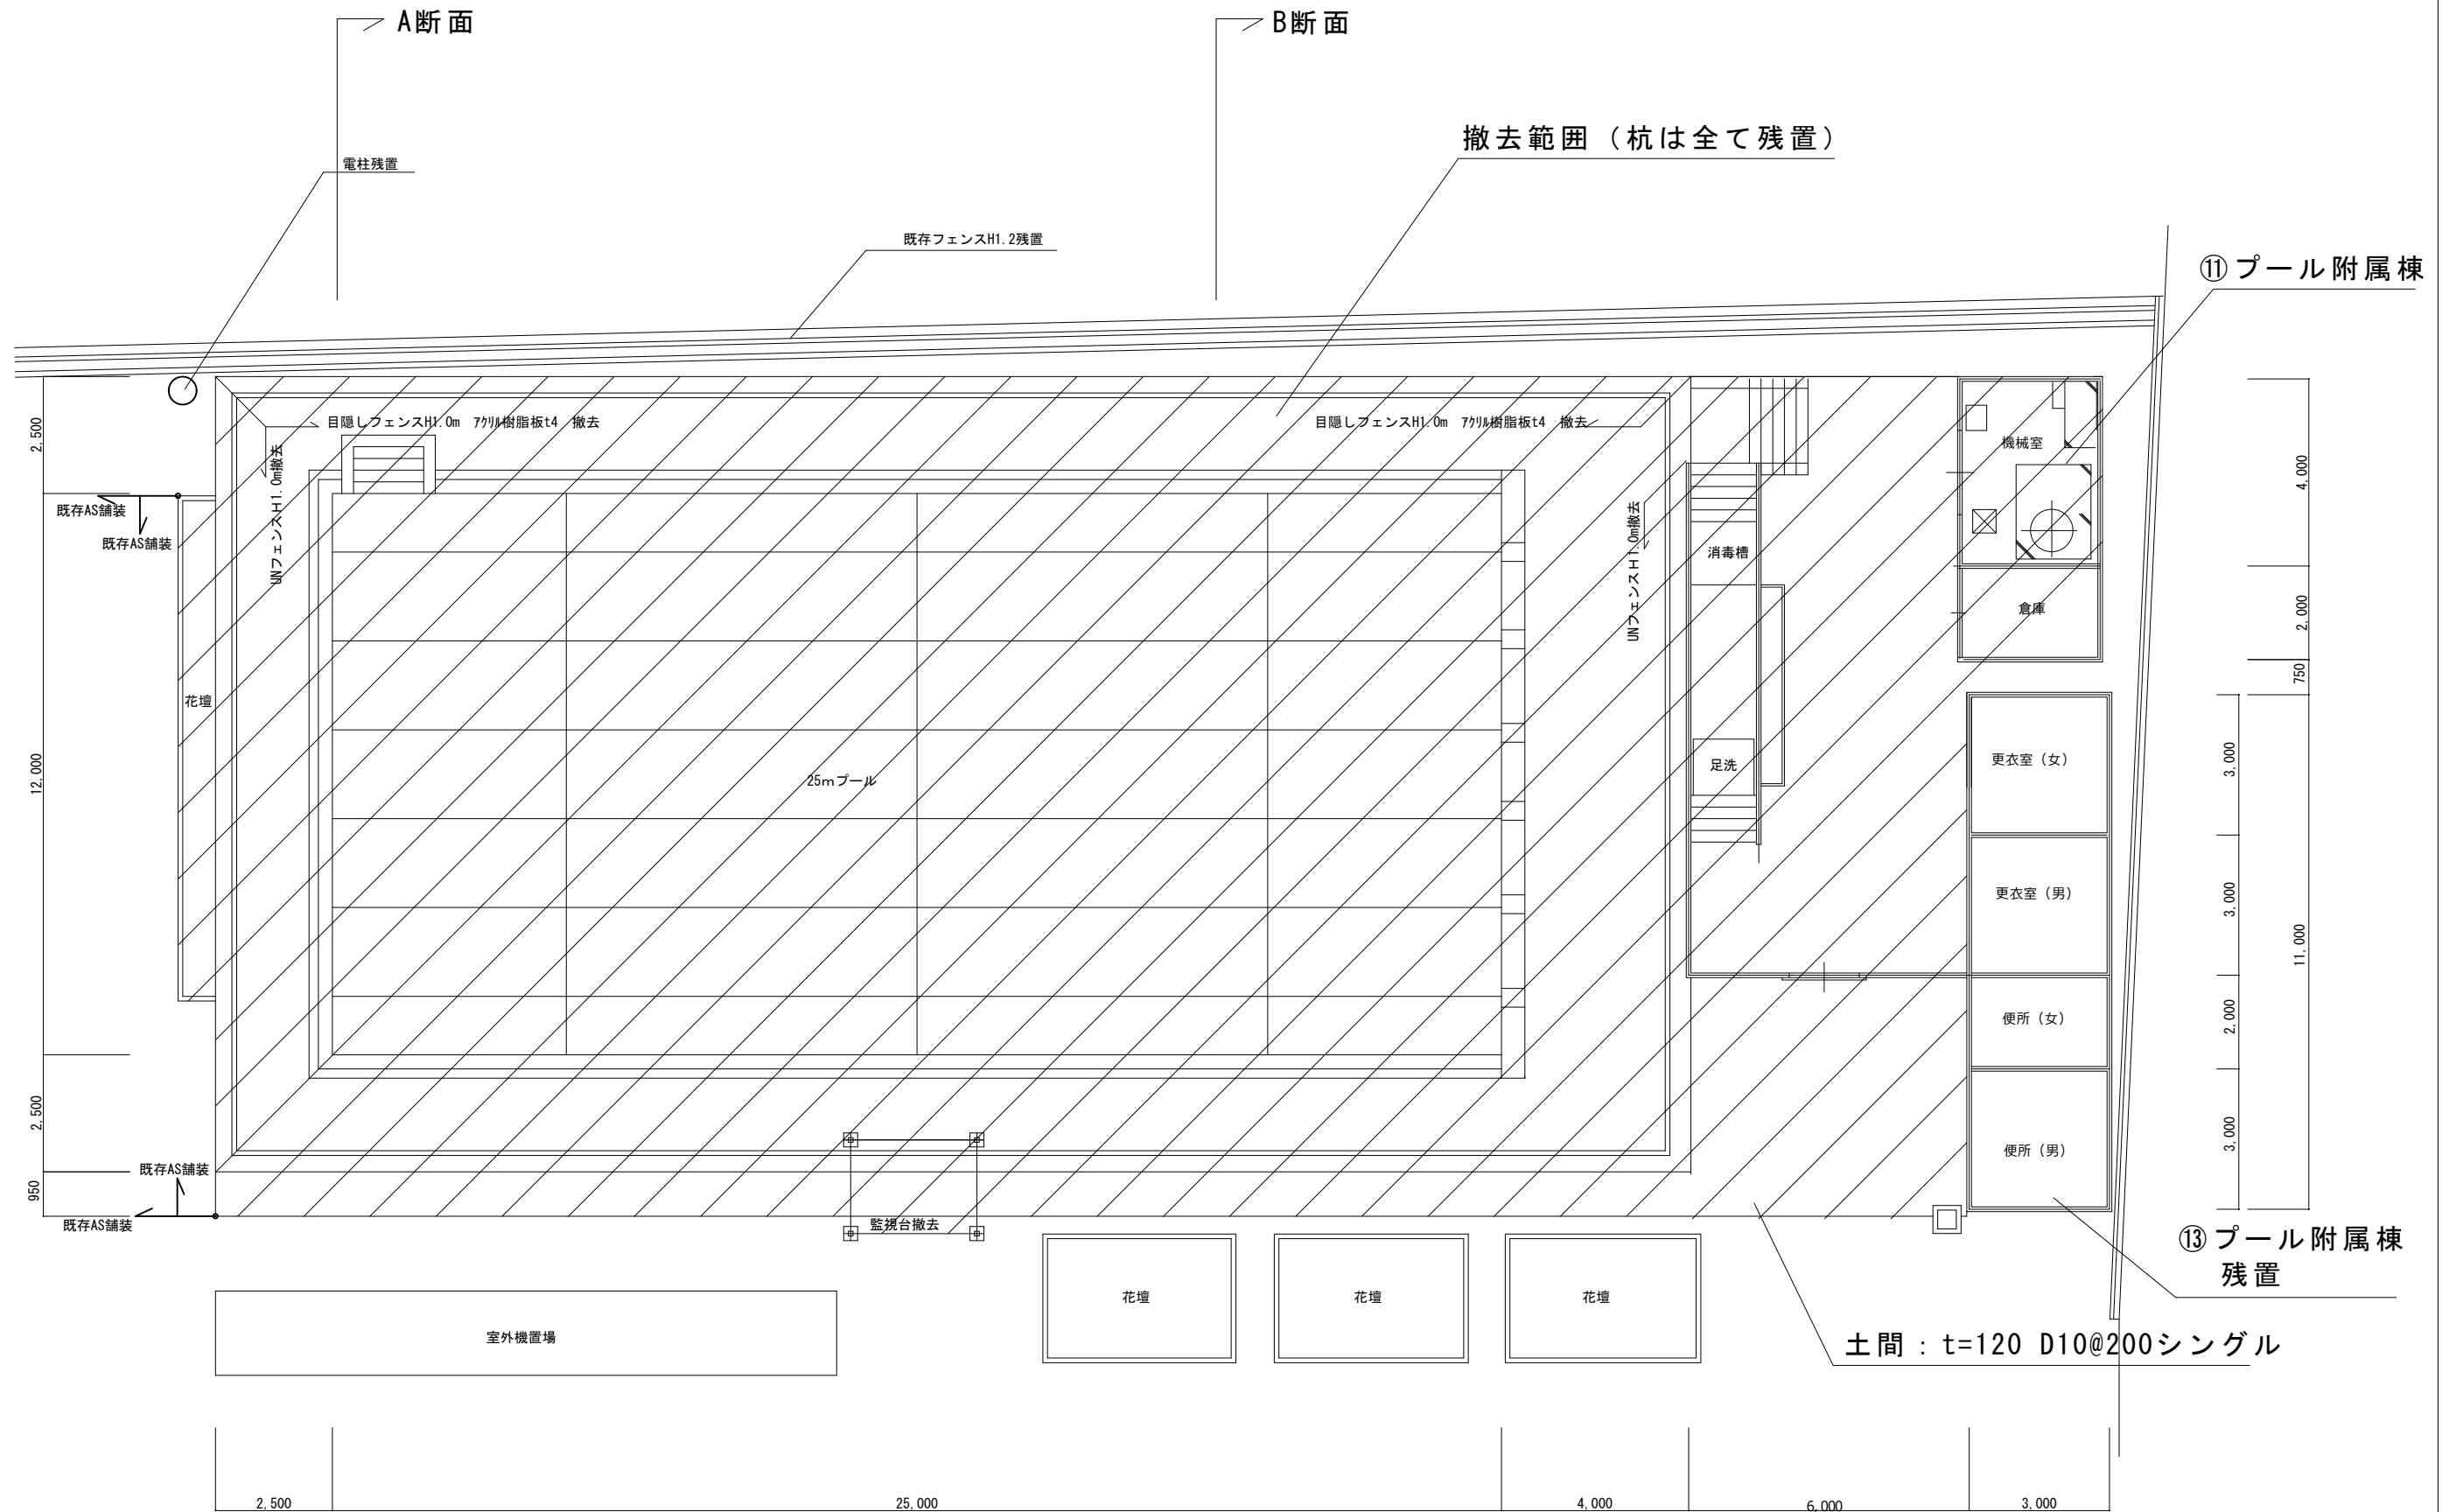 A断面
B断面
撤去範囲（杭は全て残置）
電柱残置
既存フェンスH1.2残置
⑪プール附属棟
目隠しフェンスH1.0m ｱｸﾘﾙ樹脂板t4 撤去
目隠しフェンスH1.0m ｱｸﾘﾙ樹脂板t4 撤去
UNフェンスH1.0m撤去
UNフェンスH1.0m撤去
機械室
既存AS舗装
既存AS舗装
消毒槽
倉庫
花壇
25mプール
足洗
更衣室（女）
更衣室（男）
便所（女）
便所（男）
既存AS舗装
既存AS舗装
監視台撤去
⑬プール附属棟
残置
花壇
花壇
花壇
室外機置場
土間：t=120 D10@200シングル
2,500
12,000
2,500
950
4,000
2,000
750
11,000
3,000
3,000
2,000
3,000
2,500
25,000
4,000
6,000
3,000